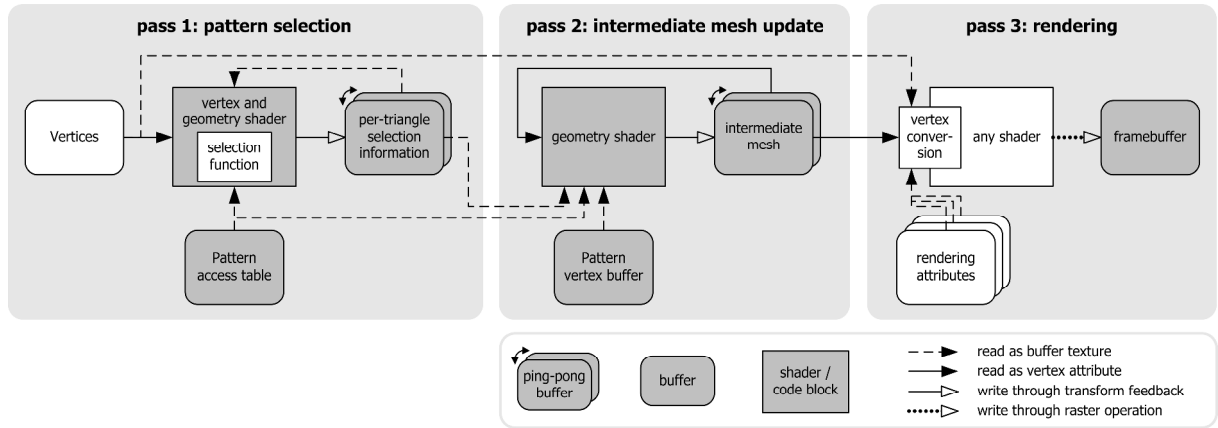 pass 1: pattern selection
pass 2: intermediate mesh update
pass 3: rendering
Vertices
vertex and
geometry shader
selection
function
per-triangle
selection
information
geometry shader
intermediate
mesh
vertex
conver-
sion
any shader
framebuffer
Pattern
access table
Pattern
vertex buffer
rendering
attributes
ping-pong
buffer
buffer
shader /
code block
read as buffer texture
read as vertex attribute
write through transform feedback
write through raster operation